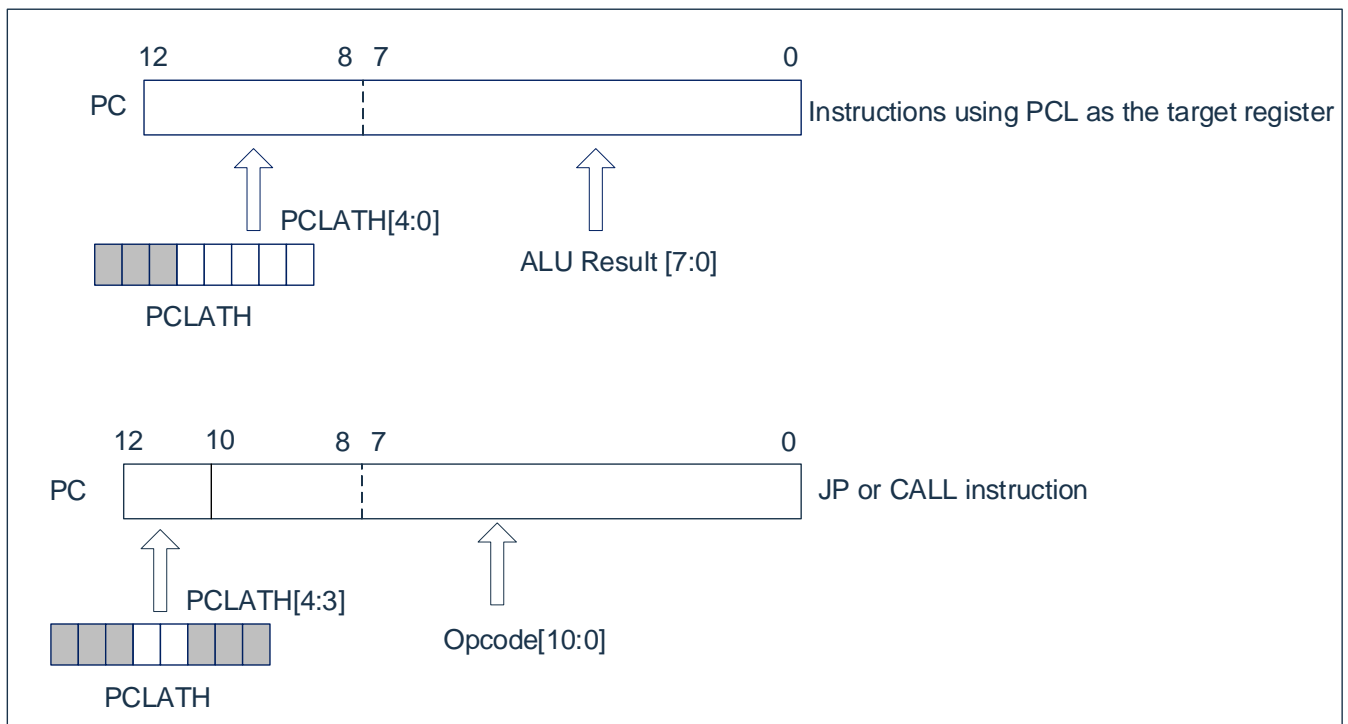 12 8 7 0
PC
Instructions using PCL as the target register
PCLATH[4:0]
ALU Result [7:0]
PCLATH
12 10 8 7 0
PC
JP or CALL instruction
PCLATH[4:3]
Opcode[10:0]
PCLATH